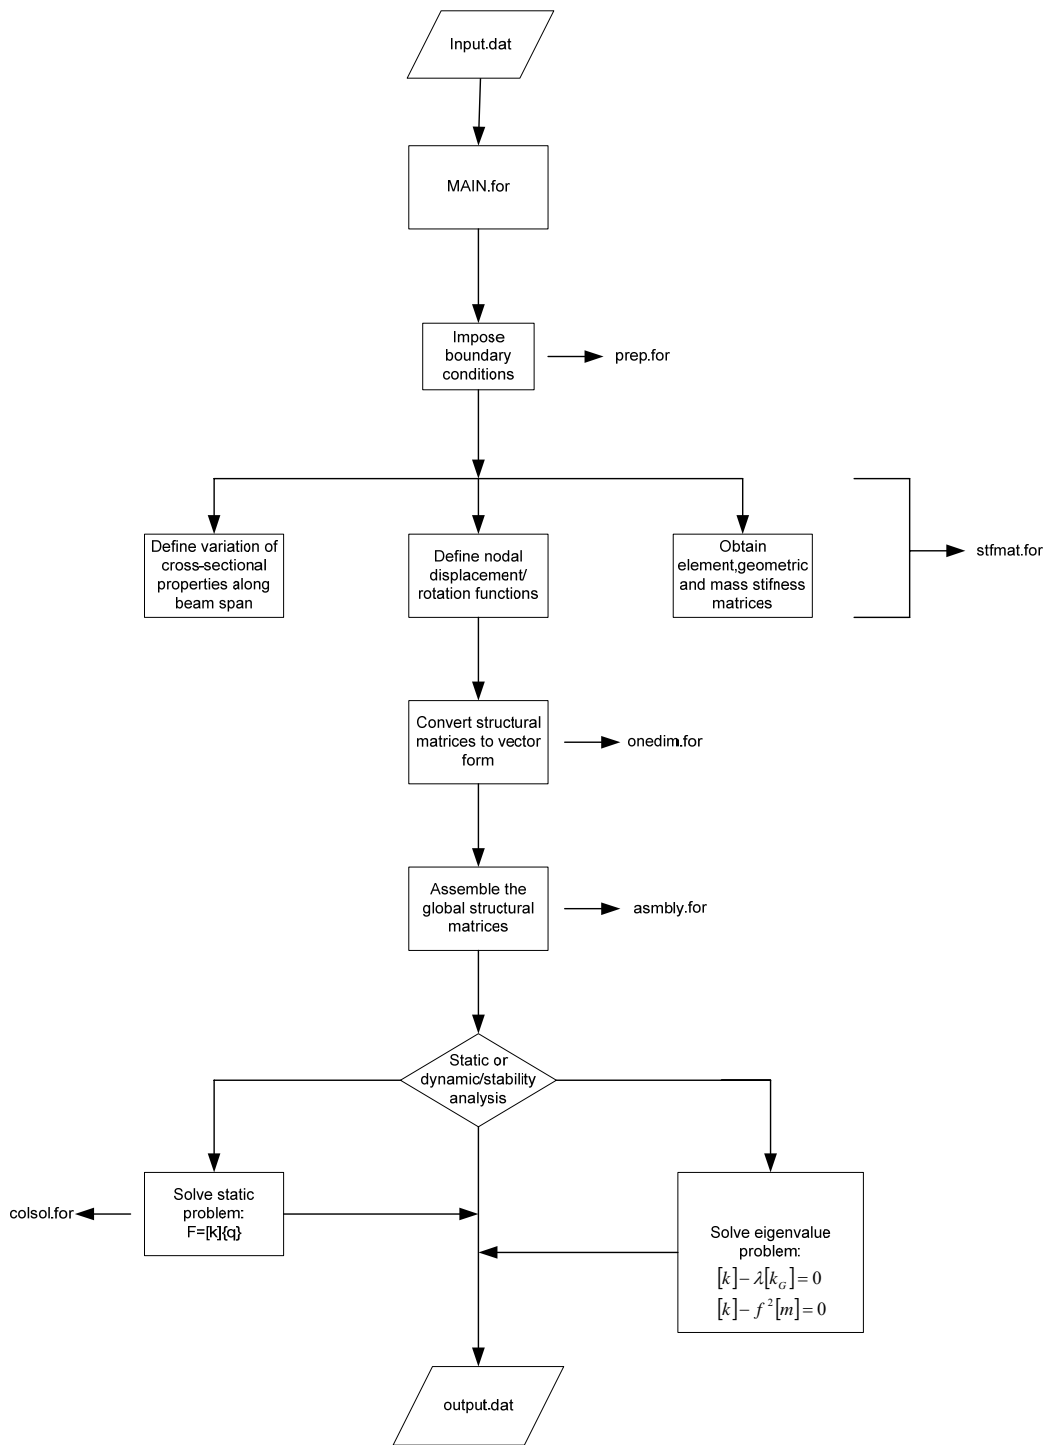 Input.dat
MAIN.for
Impose
boundary
conditions
prep.for
Define variation of
cross-sectional
properties along
beam span
Define nodal
displacement/
rotation functions
Obtain
element,geometric
and mass stifness
matrices
stfmat.for
Convert structural
matrices to vector
form
onedim.for
Assemble the
global structural
matrices
asmbly.for
Static or
dynamic/stability
analysis
colsol.for
Solve static
problem:
F=[k]{q}
Solve eigenvalue
problem:
[k]−λ[k_G]=0
[k]−f²[m]=0
output.dat